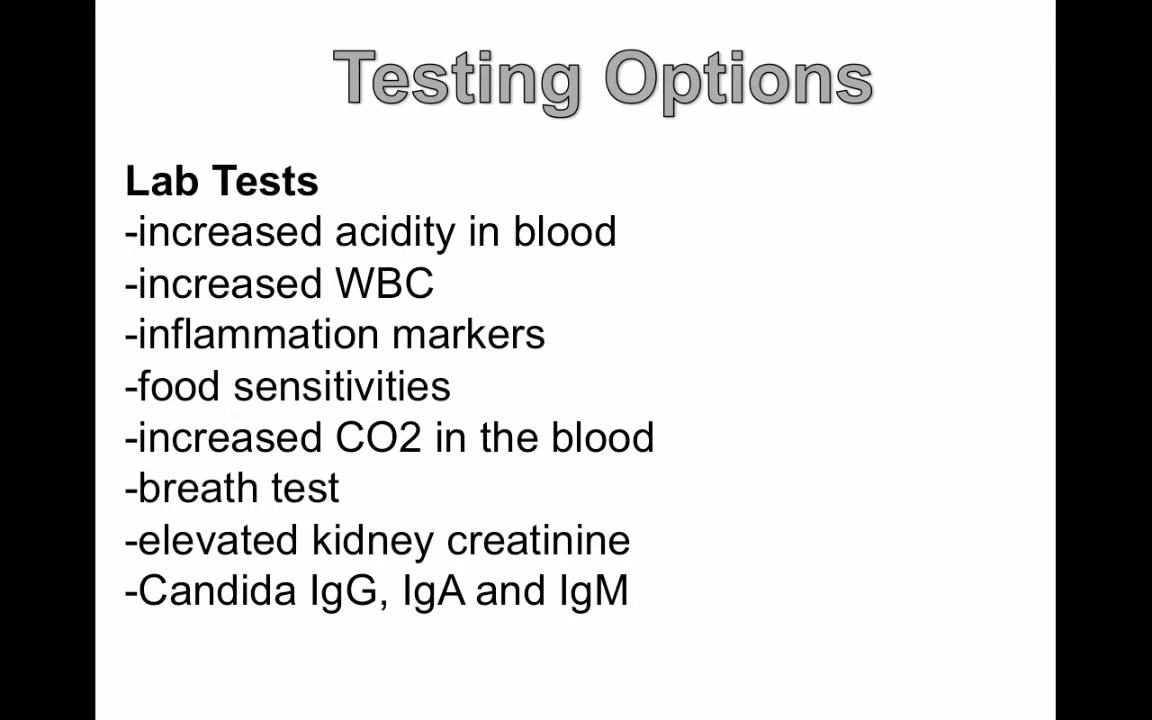 Testing Options
Lab Tests
-increased acidity in blood
-increased WBC
-inflammation markers
-food sensitivities
-increased CO2 in the blood
-breath test
-elevated kidney creatinine
-Candida IgG, IgA and IgM